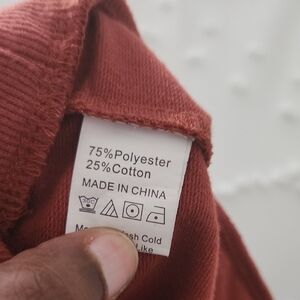 75%Polyester
25%Cotton
MADE IN CHINA
Cold
Like